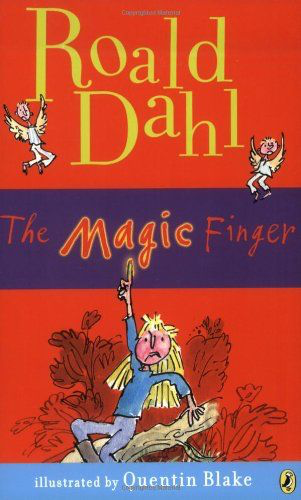 Roald
Dahl
The Magic Finger
illustrated by Quentin Blake